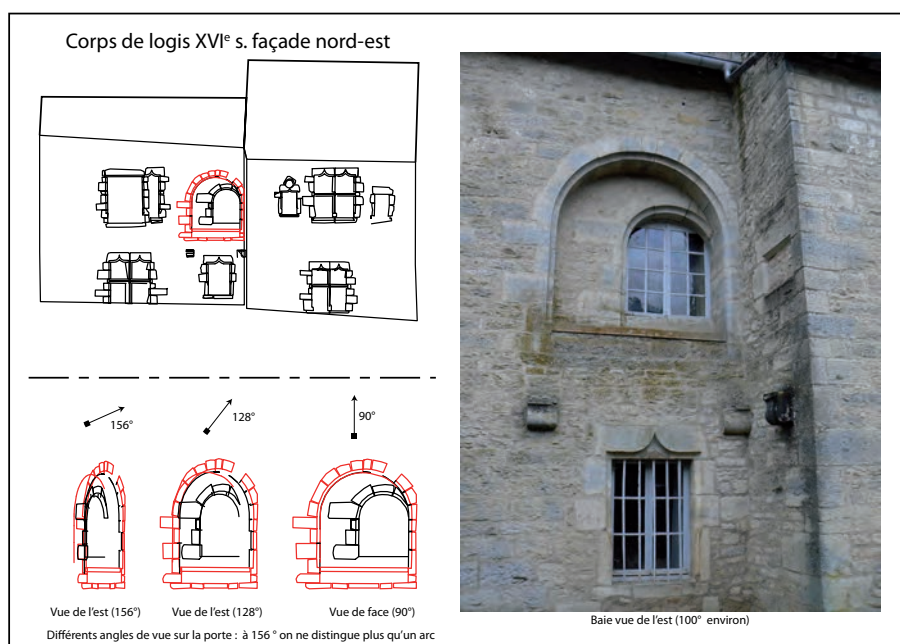 Corps de logis XVIᵉ s. façade nord-est
156°
128°
90°
Vue de l'est (156°)
Vue de l'est (128°)
Vue de face (90°)
Différents angles de vue sur la porte : à 156 ° on ne distingue plus qu'un arc
Baie vue de l'est (100° environ)